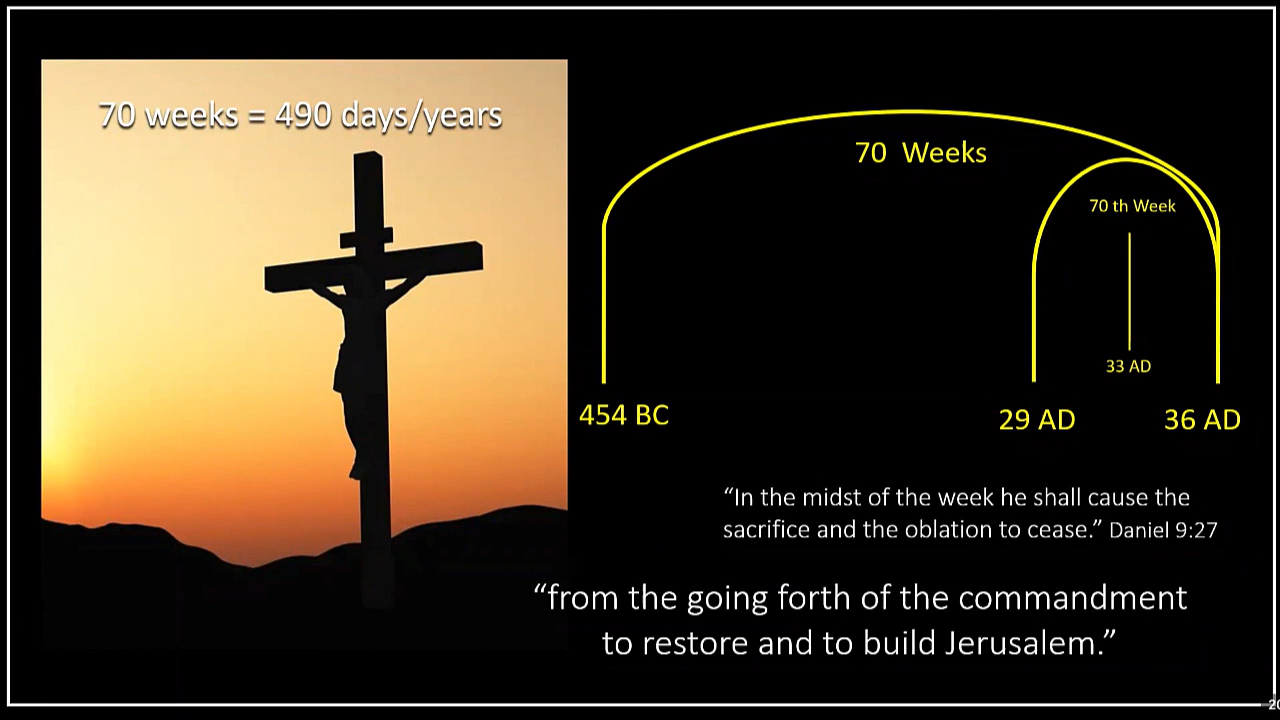 70 weeks = 490 days/years
70 Weeks
70 th Week
33 AD
454 BC
29 AD
36 AD
“In the midst of the week he shall cause the
sacrifice and the oblation to cease.” Daniel 9:27
“from the going forth of the commandment
to restore and to build Jerusalem.”